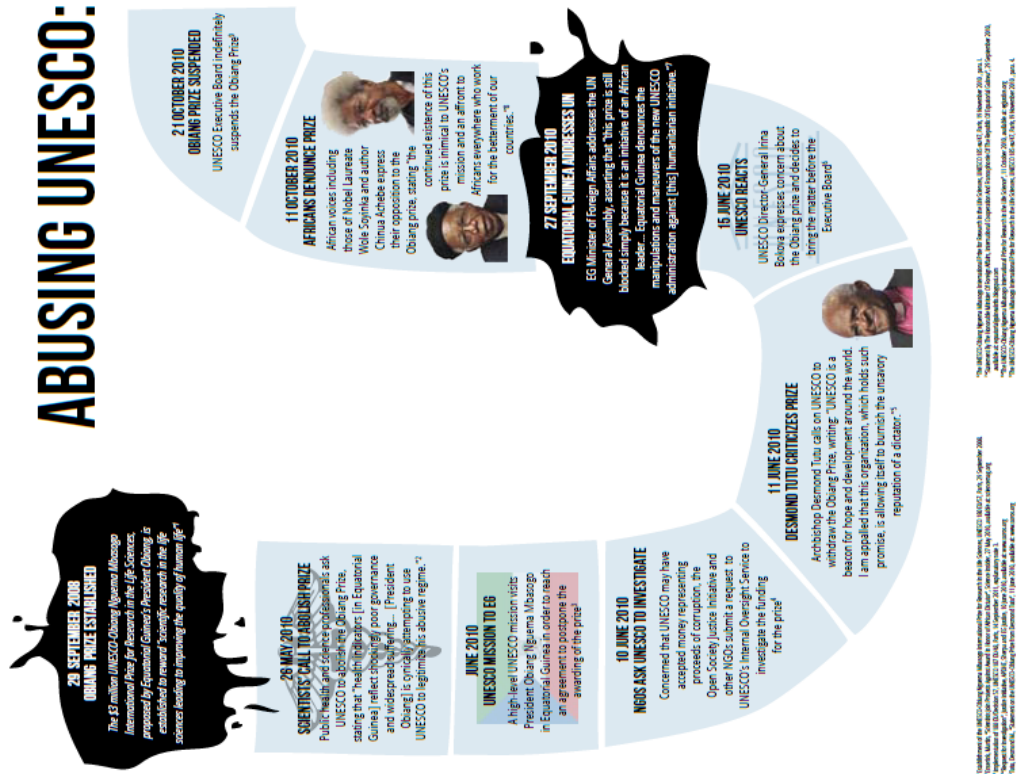 ABUSING UNESCO:
29 SEPTEMBER 2008
OBIANG PRIZE ESTABLISHED
The $3 million UNESCO-Obiang Nguema Mbasogo
International Prize for Research in the Life Sciences,
proposed by Equatorial Guinea's President Obiang, is
established to reward "scientific research in the life
sciences leading to improving the quality of human life"¹
26 MAY 2010
SCIENTISTS CALL TO ABOLISH PRIZE
Public health and science professionals ask
UNESCO to abolish the Obiang Prize,
stating that "health indicators [in Equatorial
Guinea] reflect the utter poor governance
and widespread suffering... [President
Obiang] is cynically attempting to use
UNESCO to legitimise his abusive regime."²
JUNE 2010
UNESCO MISSION TO EG
A high-level UNESCO mission visits
President Obiang Nguema Mbasogo
in Equatorial Guinea in order to reach
an agreement to postpone the
awarding of the prize³
10 JUNE 2010
NGOS ASK UNESCO TO INVESTIGATE
Concerned that UNESCO may have
accepted money representing
proceeds of corruption, the
Open Society Justice Initiative and
other NGOs submit a request to
UNESCO's Internal Oversight Service to
investigate the funding
for the prize⁴
11 JUNE 2010
DESMOND TUTU CRITICIZES PRIZE
Archbishop Desmond Tutu calls on UNESCO to
withdraw the Obiang Prize, writing: "UNESCO is a
beacon for hope and development around the world.
I am appalled that this organization, which holds such
promise, is allowing itself to burnish the unsavory
reputation of a dictator."⁵
15 JUNE 2010
UNESCO REACTS
UNESCO Director-General Irina
Bokova expresses concern about
the Obiang prize and decides to
bring the matter before the
Executive Board⁶
27 SEPTEMBER 2010
EQUATORIAL GUINEA ADDRESSES UN
EG Minister of Foreign Affairs addresses the UN
General Assembly, asserting that "this prize is still
blocked simply because it is an initiative of an African
leader... Equatorial Guinea denounces the
manipulations and maneuvers of the new UNESCO
administration against [this] humanitarian initiative."⁷
11 OCTOBER 2010
AFRICANS DENOUNCE PRIZE
African voices including
those of Nobel Laureate
Wole Soyinka and author
Chinua Achebe express
their opposition to the
Obiang prize, stating "the
continued existence of this
prize is inimical to UNESCO's
mission and an affront to
Africans everywhere who work
for the betterment of our
countries."⁸
21 OCTOBER 2010
OBIANG PRIZE SUSPENDED
UNESCO Executive Board indefinitely
suspends the Obiang Prize⁹